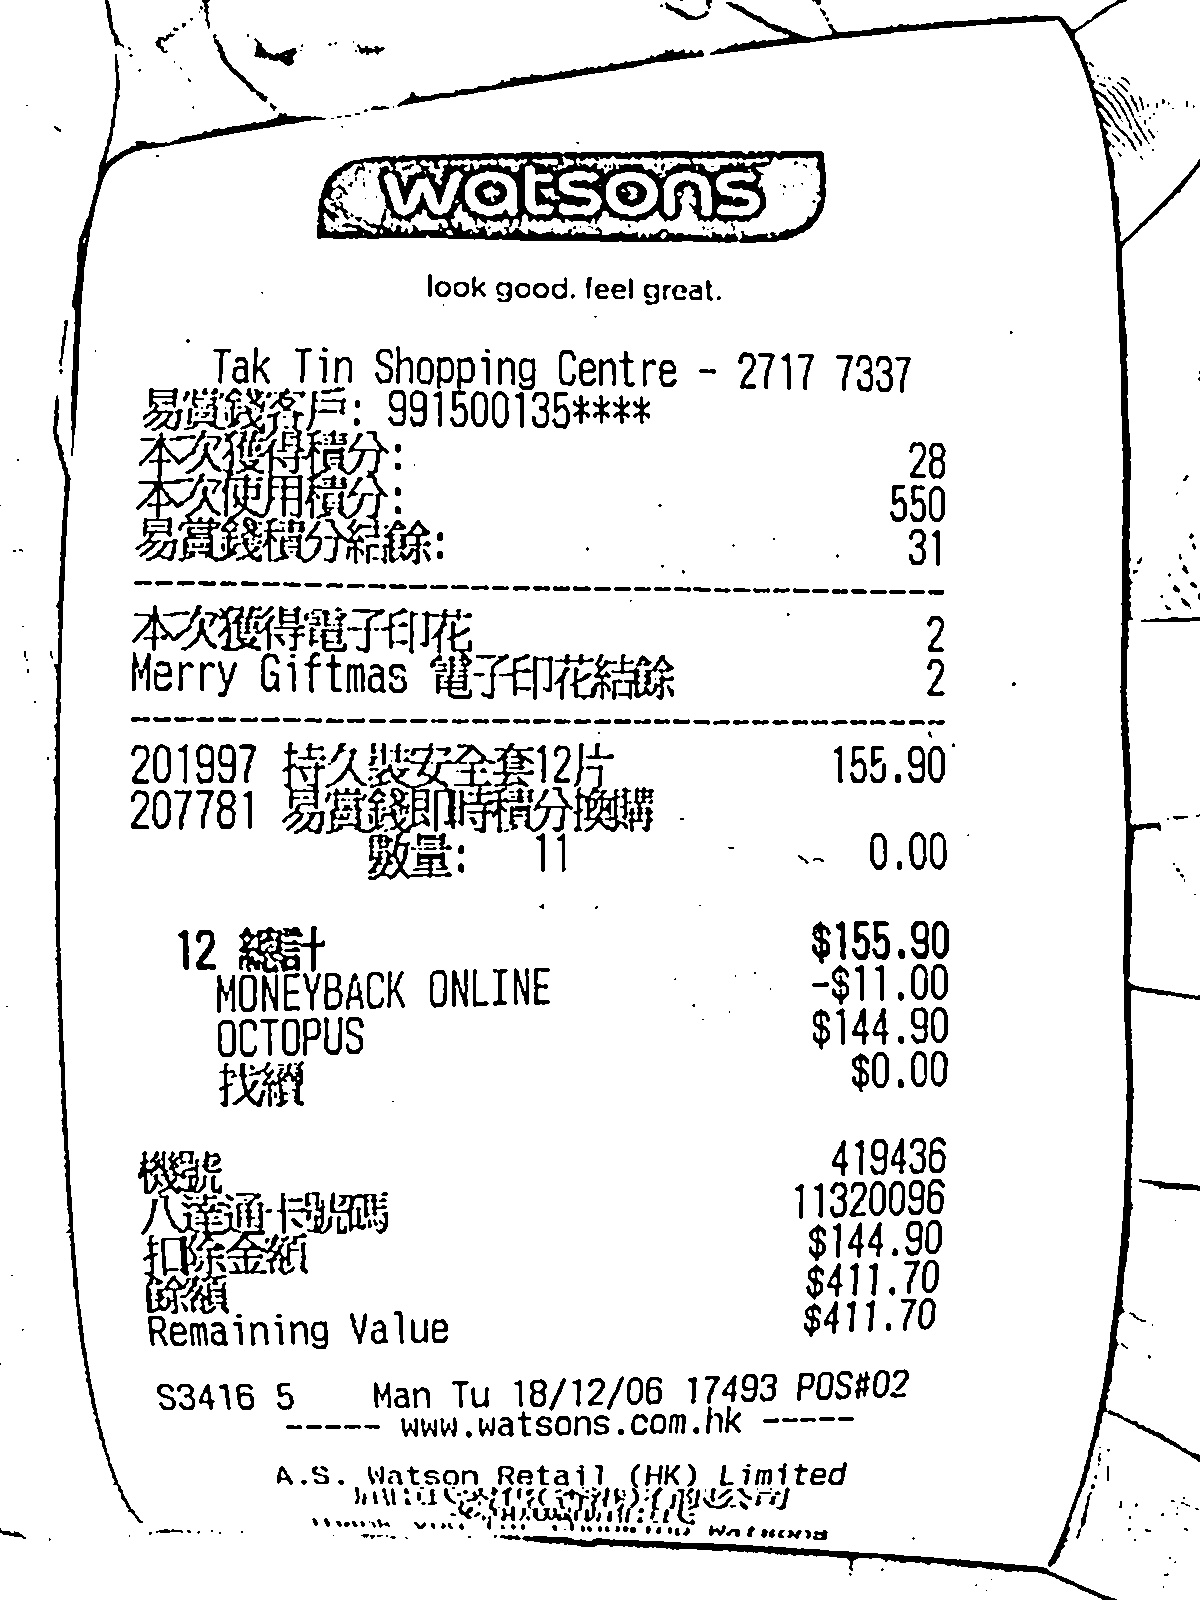 watsons
look good. feel great.
Tak Tin Shopping Centre - 2717 7337
易賞錢客戶: 991500135****
本次獲得積分: 28
本次使用積分: 550
易賞錢積分結餘: 31
本次獲得電子印花 2
Merry Giftmas 電子印花結餘 2
201997 持久裝安全套12片 155.90
207781 易賞錢即時積分換購
數量: 11 0.00
12 總計 $155.90
MONEYBACK ONLINE -$11.00
OCTOPUS $144.90
找續 $0.00
機號 419436
八達通卡號碼 11320096
扣除金額 $144.90
餘額 $411.70
Remaining Value $411.70
S3416 5 Man Tu 18/12/06 17493 POS#02
----- www.watsons.com.hk -----
A.S. Watson Retail (HK) Limited
Watsons